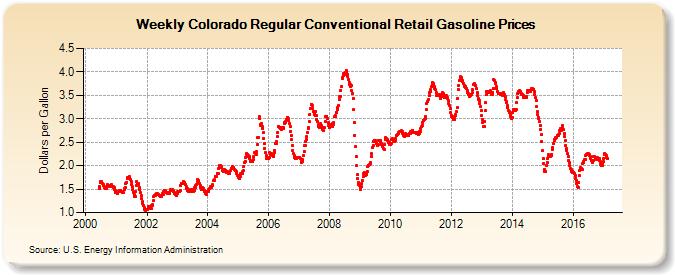 Weekly Colorado Regular Conventional Retail Gasoline Prices
Dollars per Gallon
4.5
4.0
3.5
3.0
2.5
2.0
1.5
1.0
2000 2002 2004 2006 2008 2010 2012 2014 2016
Source: U.S. Energy Information Administration